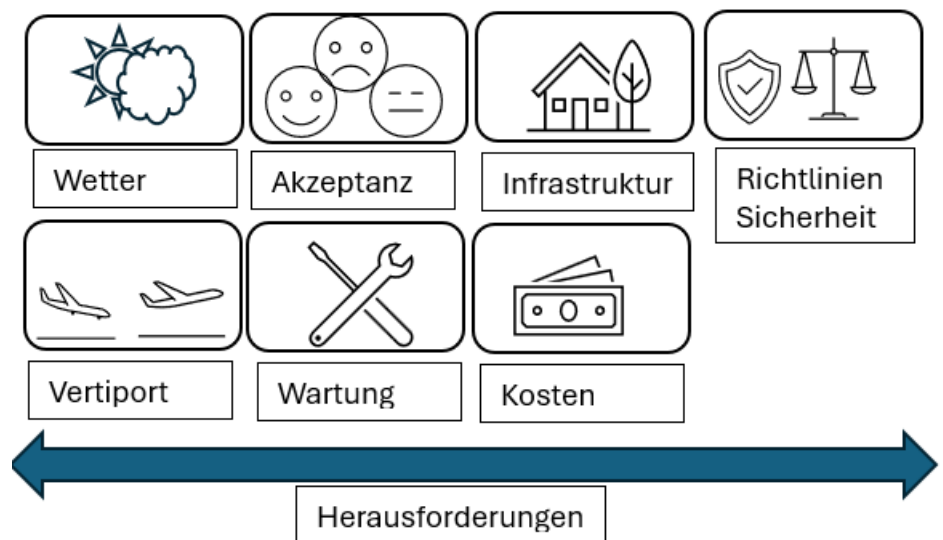 Wetter
Akzeptanz
Infrastruktur
Richtlinien
Sicherheit
Vertiport
Wartung
Kosten
Herausforderungen